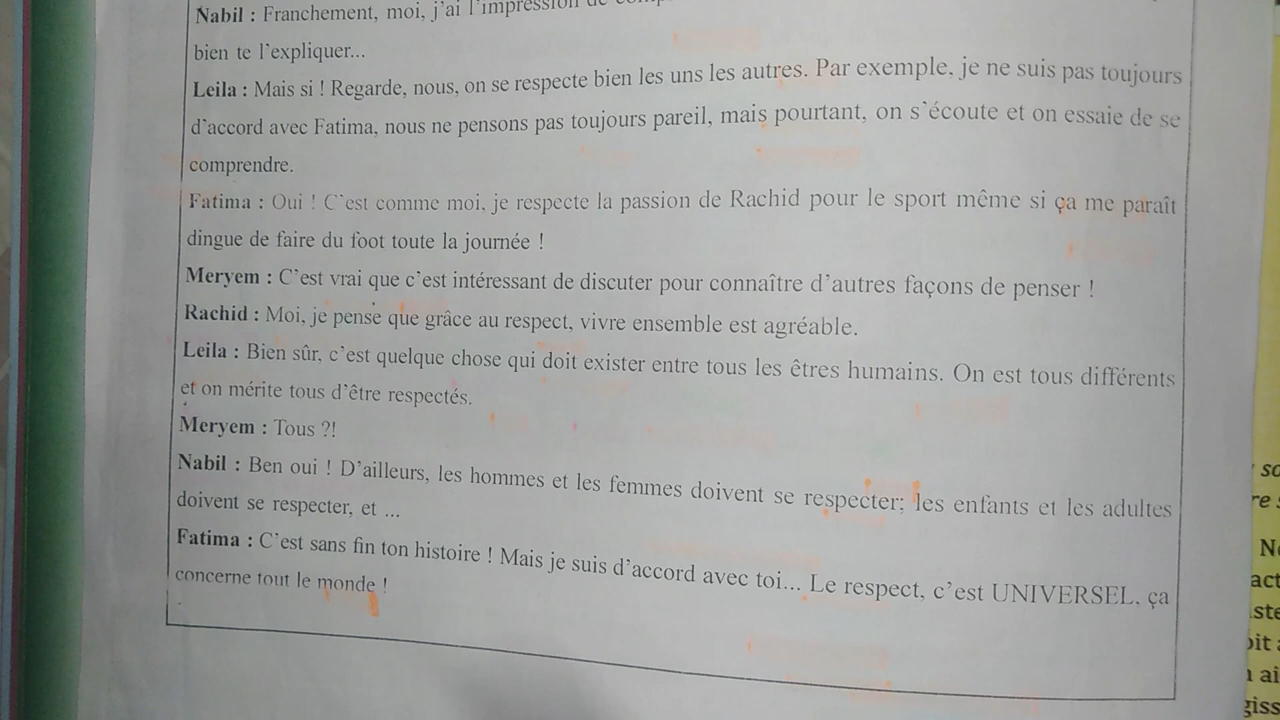 Nabil : Franchement, moi, j'ai l'impression de
bien te l'expliquer...
Leila : Mais si ! Regarde, nous, on se respecte bien les uns les autres. Par exemple, je ne suis pas toujours
d'accord avec Fatima, nous ne pensons pas toujours pareil, mais pourtant, on s'écoute et on essaie de se
comprendre.
Fatima : Oui ! C'est comme moi, je respecte la passion de Rachid pour le sport même si ça me paraît
dingue de faire du foot toute la journée !
Meryem : C'est vrai que c'est intéressant de discuter pour connaître d'autres façons de penser !
Rachid : Moi, je pense que grâce au respect, vivre ensemble est agréable.
Leila : Bien sûr, c'est quelque chose qui doit exister entre tous les êtres humains. On est tous différents
et on mérite tous d'être respectés.
Meryem : Tous ?!
Nabil : Ben oui ! D'ailleurs, les hommes et les femmes doivent se respecter; les enfants et les adultes
doivent se respecter, et ...
Fatima : C'est sans fin ton histoire ! Mais je suis d'accord avec toi... Le respect, c'est UNIVERSEL, ça
concerne tout le monde !